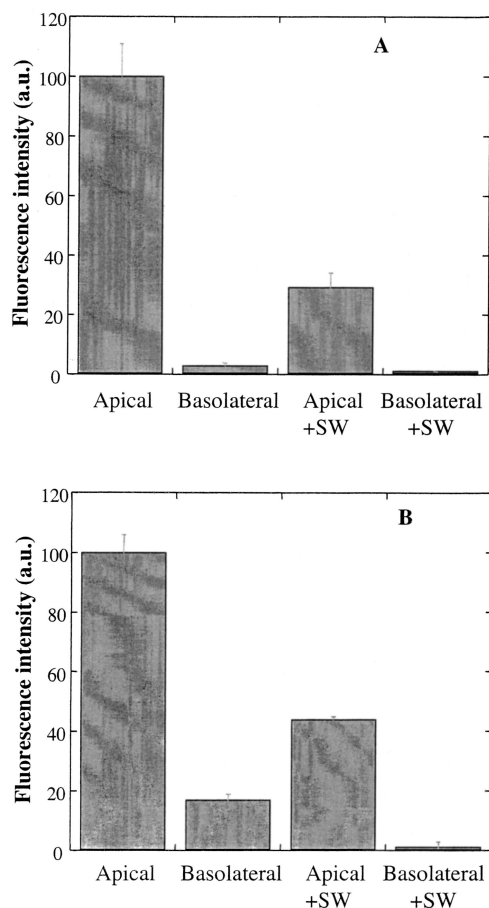 120
A
100
80
60
40
20
0
Fluorescence intensity (a.u.)
Apical Basolateral Apical Basolateral
+SW +SW
120
B
100
80
60
40
20
0
Fluorescence intensity (a.u.)
Apical Basolateral Apical Basolateral
+SW +SW